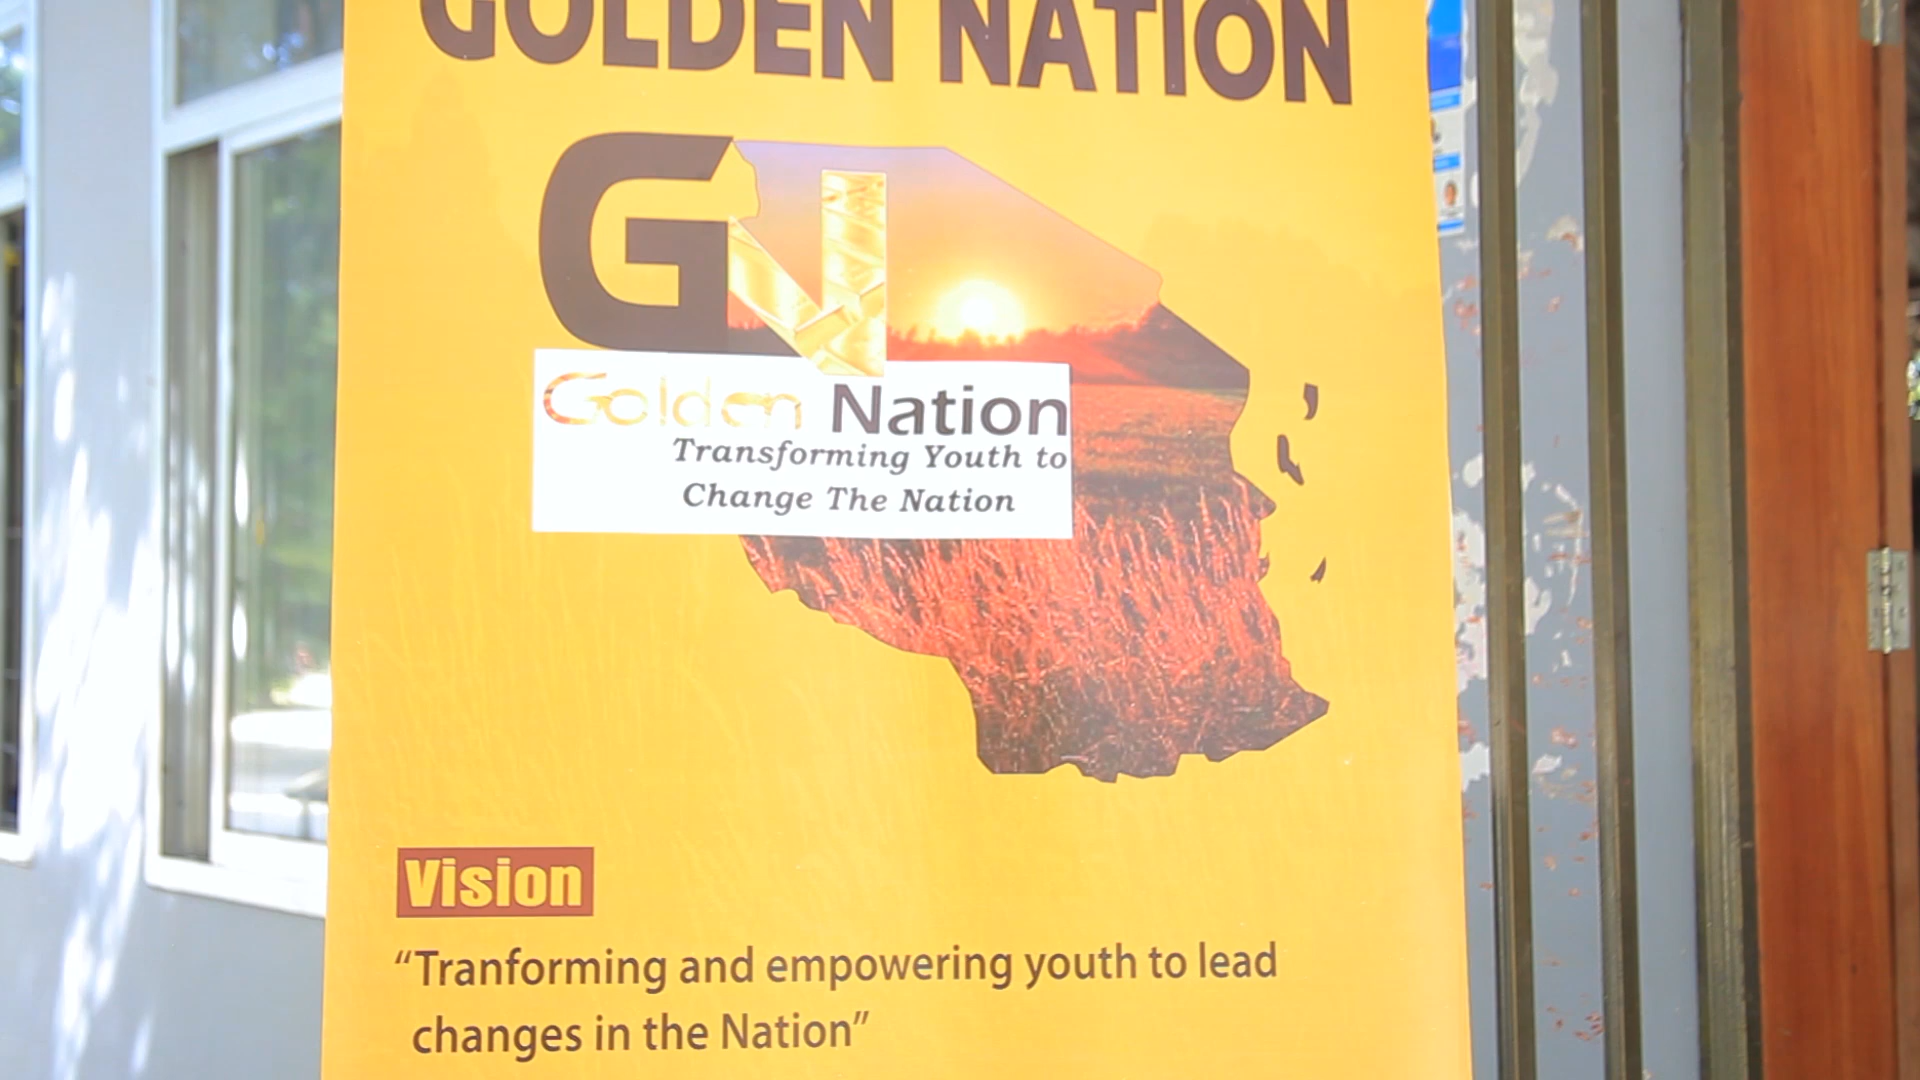 GOLDEN NATION
GN
Golden Nation
Transforming Youth to
Change The Nation
Vision
“Tranforming and empowering youth to lead
changes in the Nation”